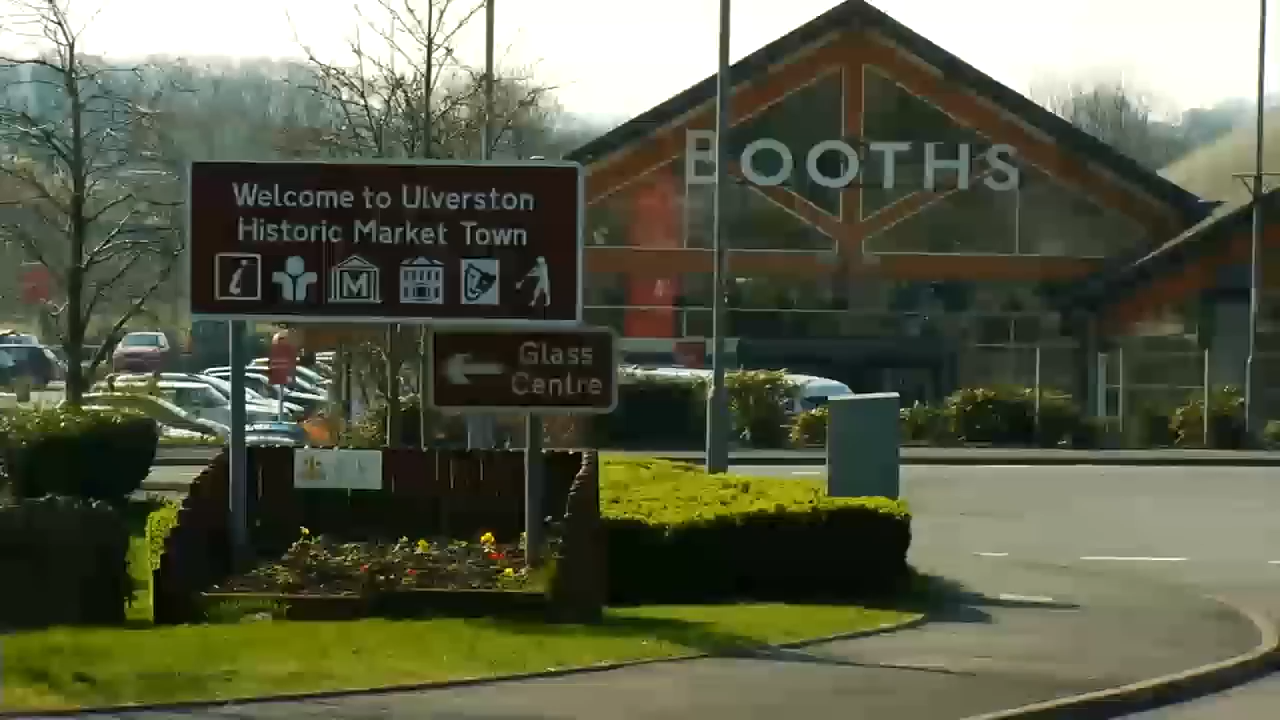 Welcome to Ulverston
Historic Market Town
M
Glass
Centre
BOOTHS